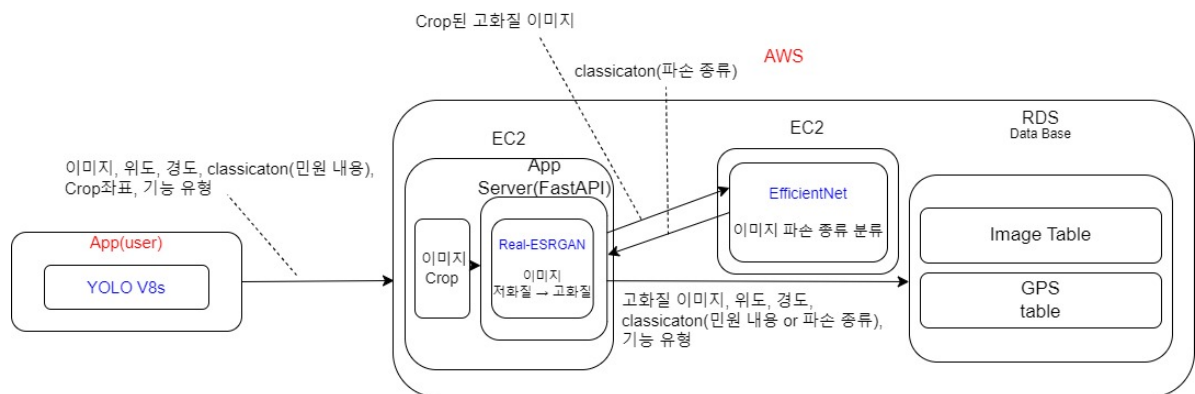 Crop된 고화질 이미지
classicaton(파손 종류)
AWS
이미지, 위도, 경도, classicaton(민원 내용),
Crop좌표, 기능 유형
App(user)
YOLO V8s
EC2
App
Server(FastAPI)
이미지
Crop
Real-ESRGAN
이미지
저화질 → 고화질
EC2
EfficientNet
이미지 파손 종류 분류
고화질 이미지, 위도, 경도,
classicaton(민원 내용 or 파손 종류),
기능 유형
RDS
Data Base
Image Table
GPS
table